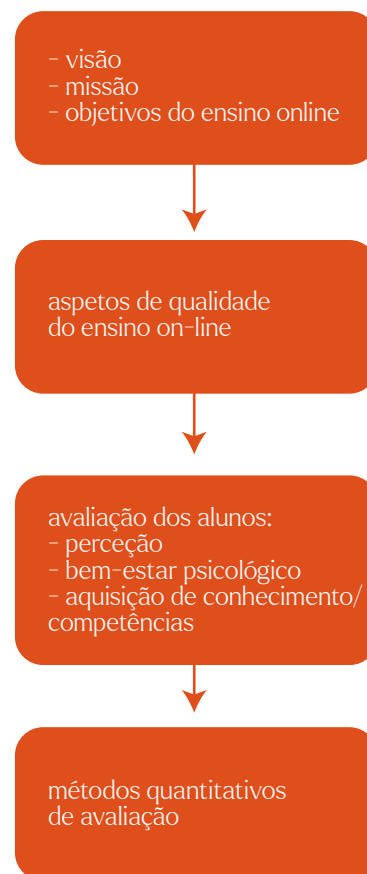 - visão
- missão
- objetivos do ensino online
aspetos de qualidade
do ensino on-line
avaliação dos alunos:
- perceção
- bem-estar psicológico
- aquisição de conhecimento/
competências
métodos quantitativos
de avaliação